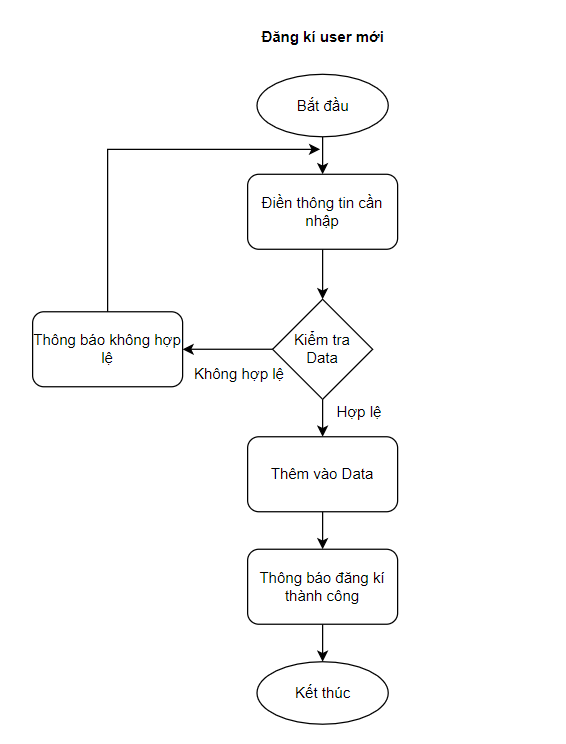 Đăng kí user mới
Bắt đầu
Điền thông tin cần
nhập
Kiểm tra
Data
Thông báo không hợp
lệ
Không hợp lệ
Hợp lệ
Thêm vào Data
Thông báo đăng kí
thành công
Kết thúc